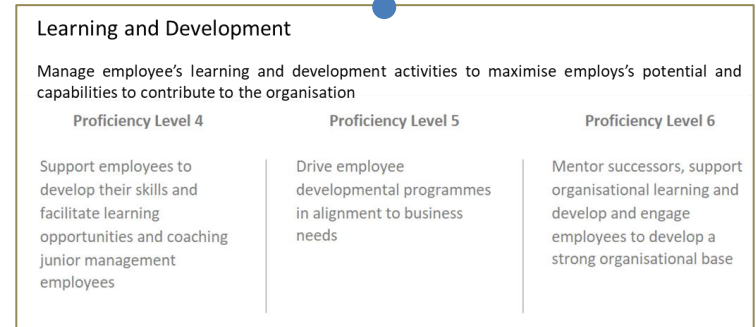 Learning and Development
Manage employee's learning and development activities to maximise employs's potential and
capabilities to contribute to the organisation
Proficiency Level 4
Support employees to
develop their skills and
facilitate learning
opportunities and coaching
junior management
employees
Proficiency Level 5
Drive employee
developmental programmes
in alignment to business
needs
Proficiency Level 6
Mentor successors, support
organisational learning and
develop and engage
employees to develop a
strong organisational base